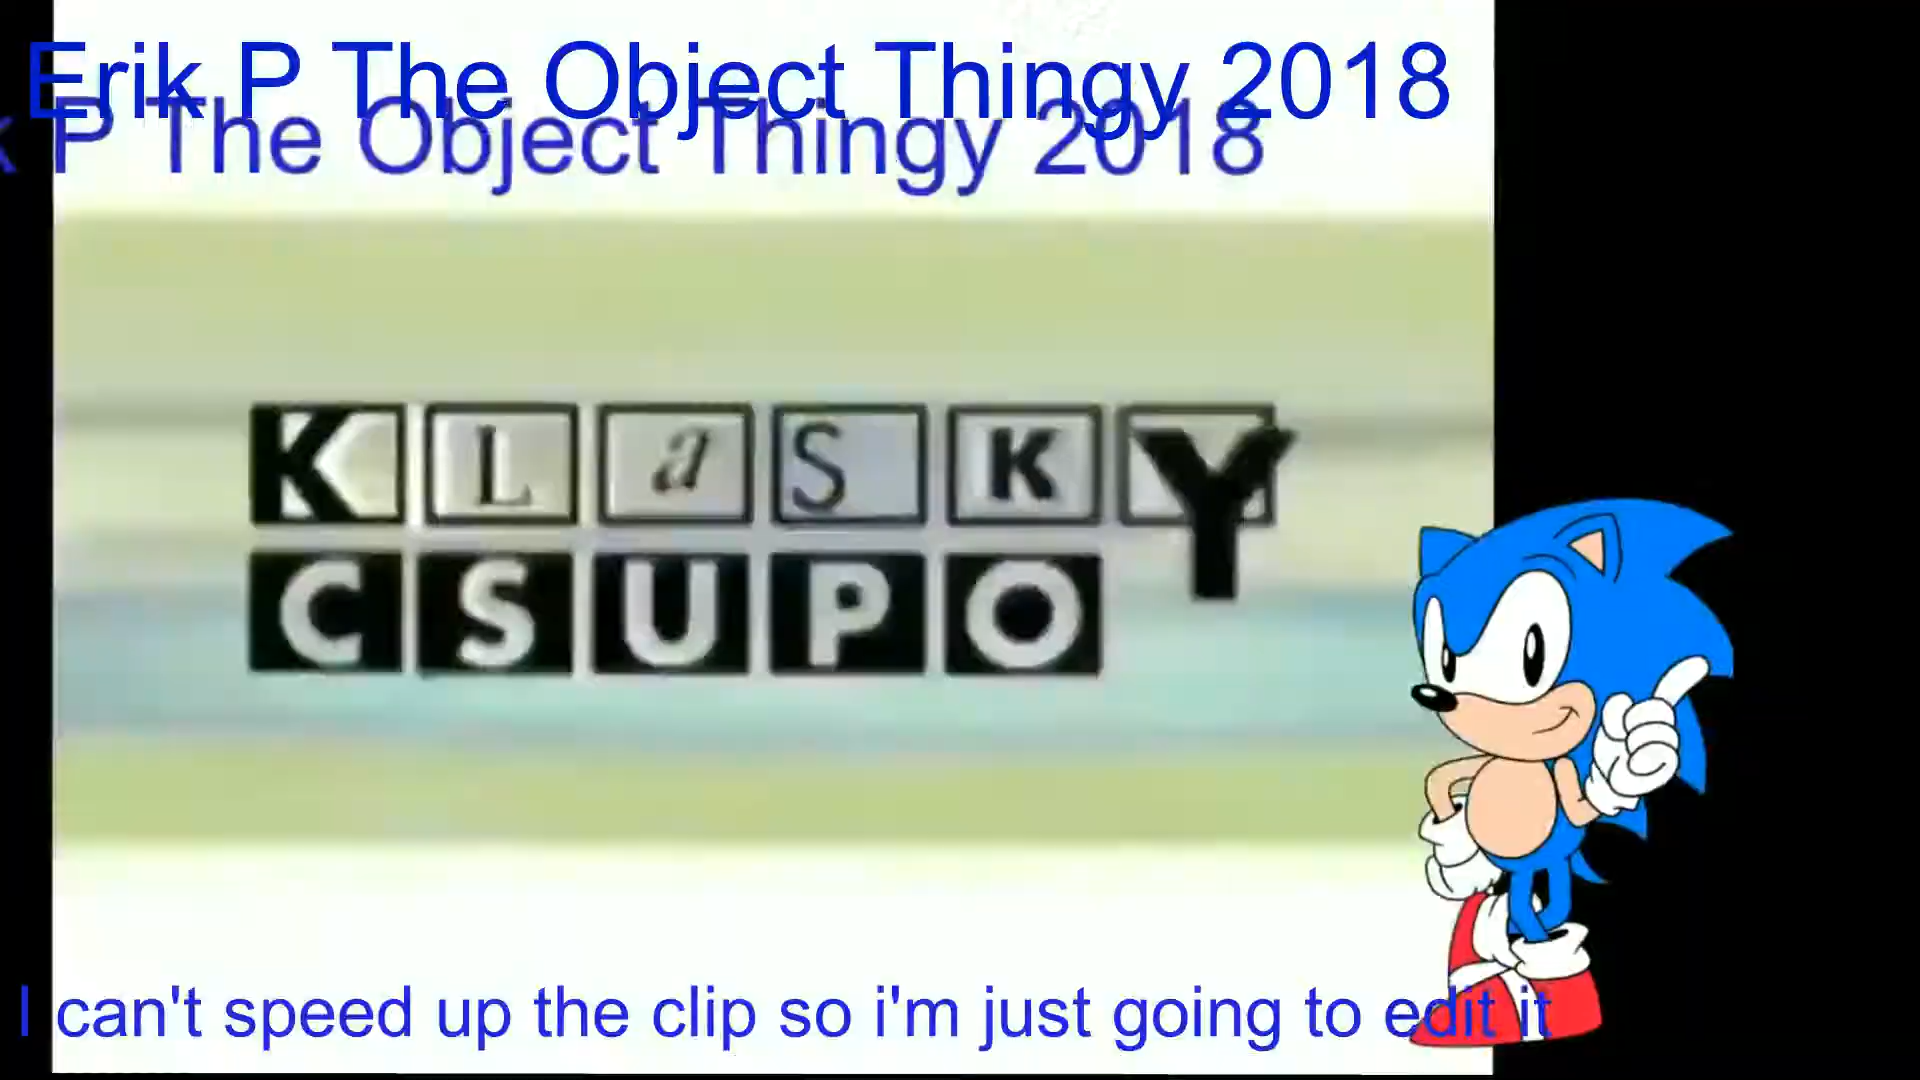 Erik P The Object Thingy 2018
k P The Object Thingy 2018
KLaSKY
CSUPO
I can't speed up the clip so i'm just going to edit it